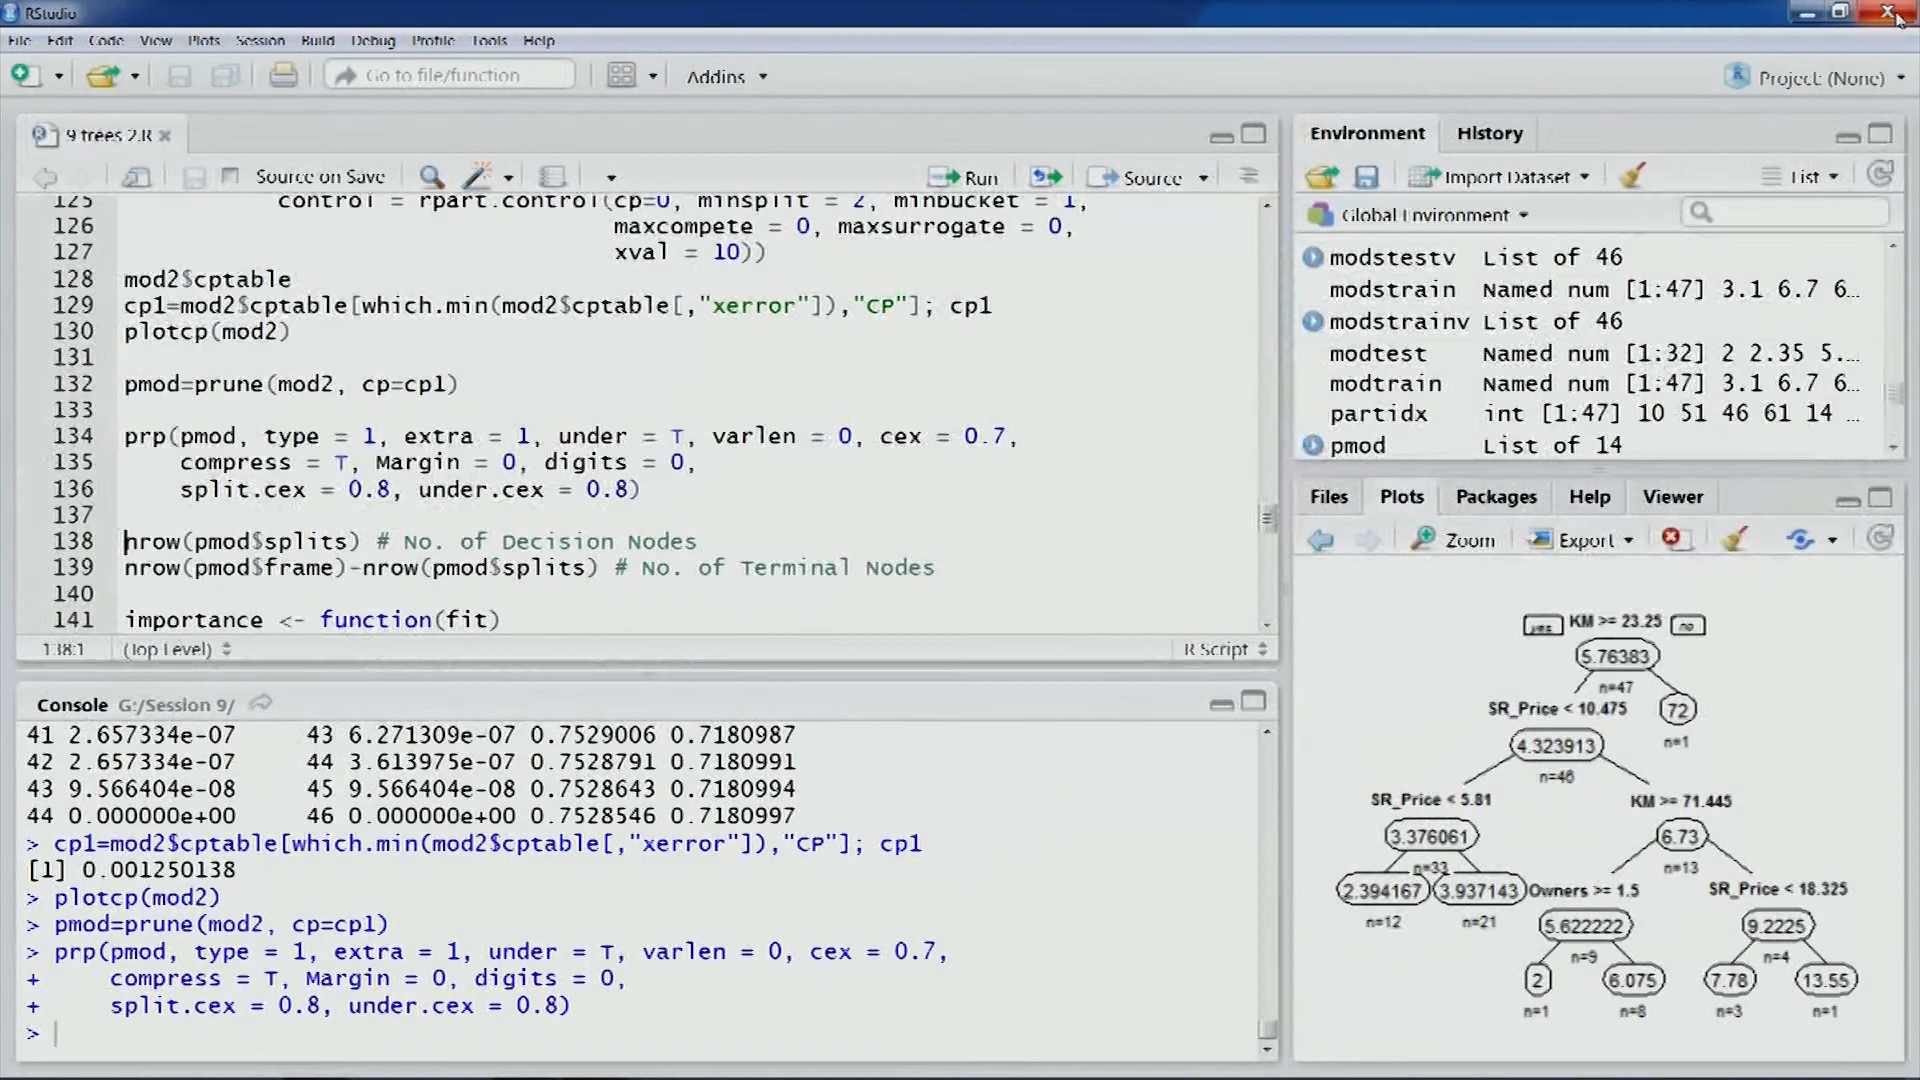 RStudio
File Edit Code View Plots Session Build Debug Profile Tools Help
Go to file/function
Addins
Project: (None)
9 trees 2.R
Source on Save
Run
Source
125 control = rpart.control(cp=0, minsplit = 2, minbucket = 1,
126 maxcompete = 0, maxsurrogate = 0,
127 xval = 10))
128 mod2$cptable
129 cp1=mod2$cptable[which.min(mod2$cptable[,"xerror"]),"CP"]; cp1
130 plotcp(mod2)
131
132 pmod=prune(mod2, cp=cp1)
133
134 prp(pmod, type = 1, extra = 1, under = T, varlen = 0, cex = 0.7,
135 compress = T, Margin = 0, digits = 0,
136 split.cex = 0.8, under.cex = 0.8)
137
138 nrow(pmod$splits) # No. of Decision Nodes
139 nrow(pmod$frame)-nrow(pmod$splits) # No. of Terminal Nodes
140
141 importance <- function(fit)
138:1 (Top Level) R Script
Console G:/Session 9/
41 2.657334e-07 43 6.271309e-07 0.7529006 0.7180987
42 2.657334e-07 44 3.613975e-07 0.7528791 0.7180991
43 9.566404e-08 45 9.566404e-08 0.7528643 0.7180994
44 0.000000e+00 46 0.000000e+00 0.7528546 0.7180997
> cp1=mod2$cptable[which.min(mod2$cptable[,"xerror"]),"CP"]; cp1
[1] 0.001250138
> plotcp(mod2)
> pmod=prune(mod2, cp=cp1)
> prp(pmod, type = 1, extra = 1, under = T, varlen = 0, cex = 0.7,
+ compress = T, Margin = 0, digits = 0,
+ split.cex = 0.8, under.cex = 0.8)
>
Environment History
Import Dataset
List
Global Environment
modstestv List of 46
modstrain Named num [1:47] 3.1 6.7 6...
modstrainv List of 46
modtest Named num [1:32] 2 2.35 5....
modtrain Named num [1:47] 3.1 6.7 6...
partidx int [1:47] 10 51 46 61 14 ...
pmod List of 14
Files Plots Packages Help Viewer
Zoom Export
yes KM >= 23.25 no
5.76383
n=47
SR_Price < 10.475 72
n=1
4.323913
n=46
SR_Price < 5.81 KM >= 71.445
3.376061 6.73
n=33 n=13
2.394167 3.937143 Owners >= 1.5 SR_Price < 18.325
n=12 n=21 5.622222 9.2225
n=9 n=4
2 6.075 7.78 13.55
n=1 n=8 n=3 n=1